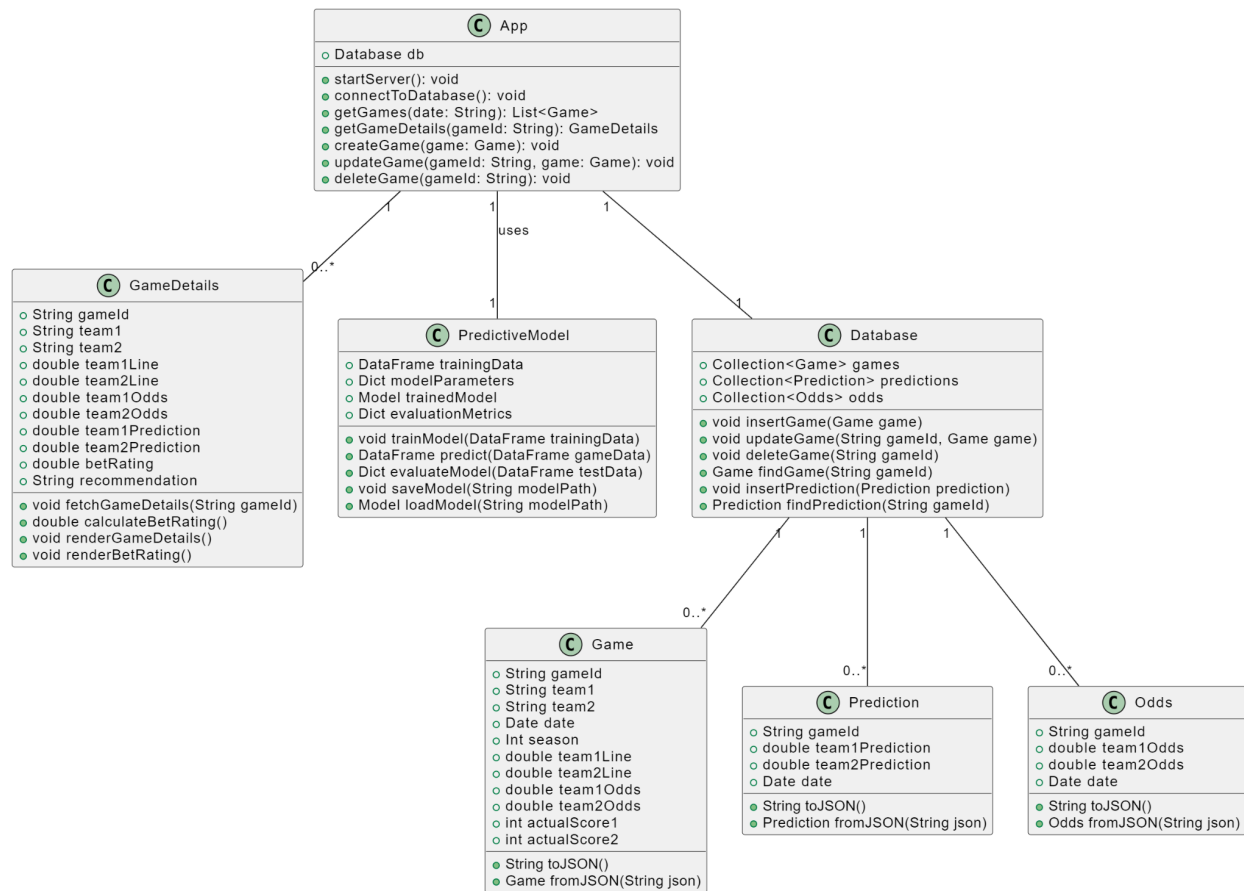 C App
Database db
startServer(): void
connectToDatabase(): void
getGames(date: String): List<Game>
getGameDetails(gameId: String): GameDetails
createGame(game: Game): void
updateGame(gameId: String, game: Game): void
deleteGame(gameId: String): void
1
1
1
uses
0..*
1
1
C GameDetails
String gameId
String team1
String team2
double team1Line
double team2Line
double team1Odds
double team2Odds
double team1Prediction
double team2Prediction
double betRating
String recommendation
void fetchGameDetails(String gameId)
double calculateBetRating()
void renderGameDetails()
void renderBetRating()
C PredictiveModel
DataFrame trainingData
Dict modelParameters
Model trainedModel
Dict evaluationMetrics
void trainModel(DataFrame trainingData)
DataFrame predict(DataFrame gameData)
Dict evaluateModel(DataFrame testData)
void saveModel(String modelPath)
Model loadModel(String modelPath)
C Database
Collection<Game> games
Collection<Prediction> predictions
Collection<Odds> odds
void insertGame(Game game)
void updateGame(String gameId, Game game)
void deleteGame(String gameId)
Game findGame(String gameId)
void insertPrediction(Prediction prediction)
Prediction findPrediction(String gameId)
1
1
1
0..*
0..*
0..*
C Game
String gameId
String team1
String team2
Date date
Int season
double team1Line
double team2Line
double team1Odds
double team2Odds
int actualScore1
int actualScore2
String toJSON()
Game fromJSON(String json)
C Prediction
String gameId
double team1Prediction
double team2Prediction
Date date
String toJSON()
Prediction fromJSON(String json)
C Odds
String gameId
double team1Odds
double team2Odds
Date date
String toJSON()
Odds fromJSON(String json)